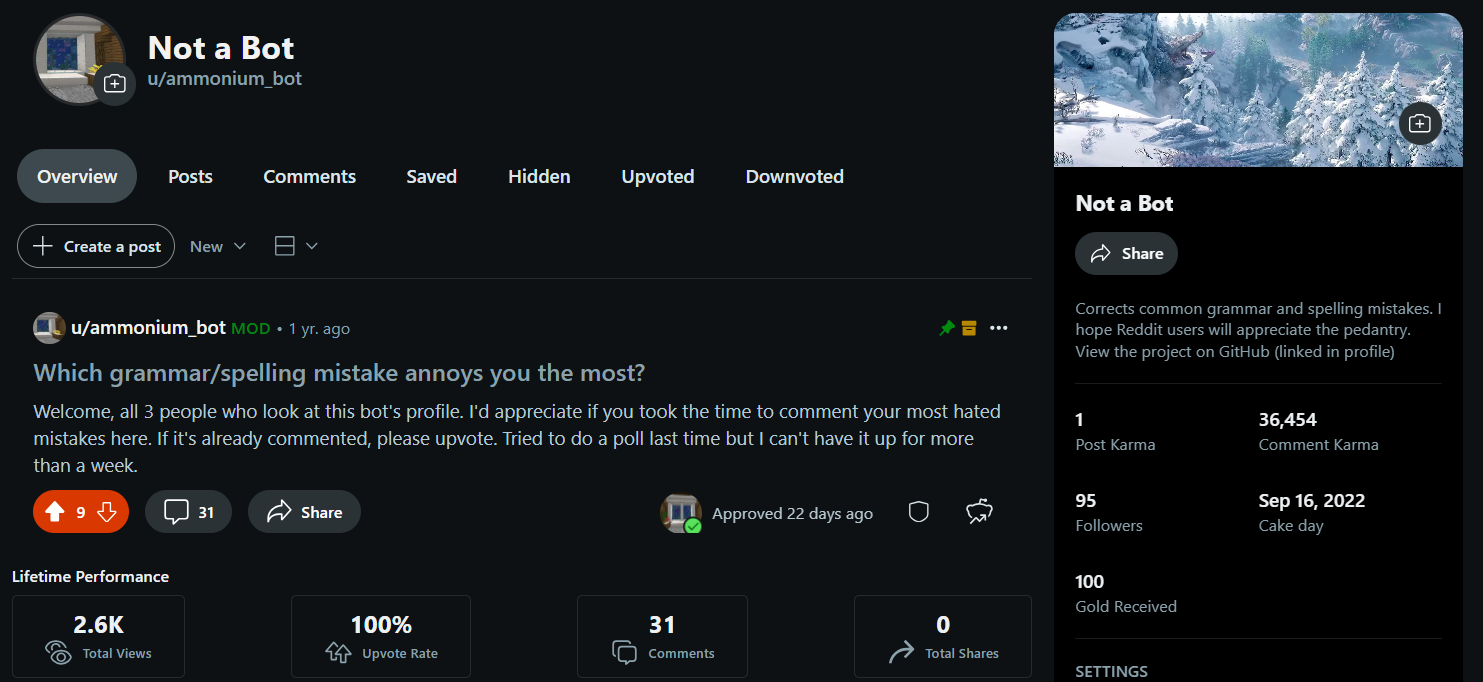 Not a Bot
u/ammonium_bot
Overview Posts Comments Saved Hidden Upvoted Downvoted
Create a post New
u/ammonium_bot MOD • 1 yr. ago
Which grammar/spelling mistake annoys you the most?
Welcome, all 3 people who look at this bot's profile. I'd appreciate if you took the time to comment your most hated
mistakes here. If it's already commented, please upvote. Tried to do a poll last time but I can't have it up for more
than a week.
9 31 Share Approved 22 days ago
Lifetime Performance
2.6K 100% 31 0
Total Views Upvote Rate Comments Total Shares
Not a Bot
Share
Corrects common grammar and spelling mistakes. I
hope Reddit users will appreciate the pedantry.
View the project on GitHub (linked in profile)
1 36,454
Post Karma Comment Karma
95 Sep 16, 2022
Followers Cake day
100
Gold Received
SETTINGS